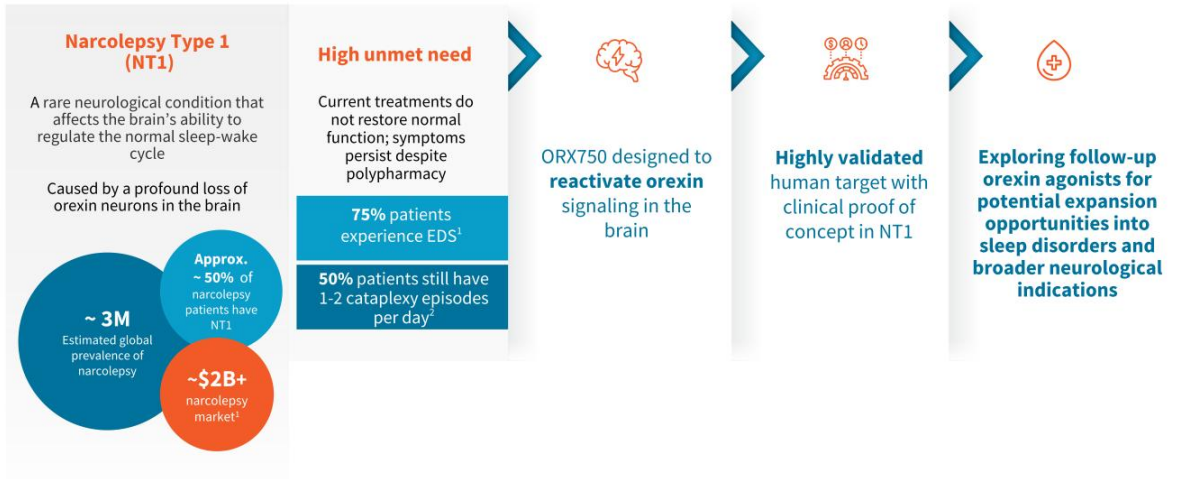 Narcolepsy Type 1
(NT1)
A rare neurological condition that
affects the brain's ability to
regulate the normal sleep-wake
cycle
Caused by a profound loss of
orexin neurons in the brain
~ 3M
Estimated global
prevalence of
narcolepsy
Approx.
~ 50% of
narcolepsy
patients have
NT1
~$2B+
narcolepsy
market¹
High unmet need
Current treatments do
not restore normal
function; symptoms
persist despite
polypharmacy
75% patients
experience EDS¹
50% patients still have
1-2 cataplexy episodes
per day²
ORX750 designed to
reactivate orexin
signaling in the
brain
Highly validated
human target with
clinical proof of
concept in NT1
Exploring follow-up
orexin agonists for
potential expansion
opportunities into
sleep disorders and
broader neurological
indications